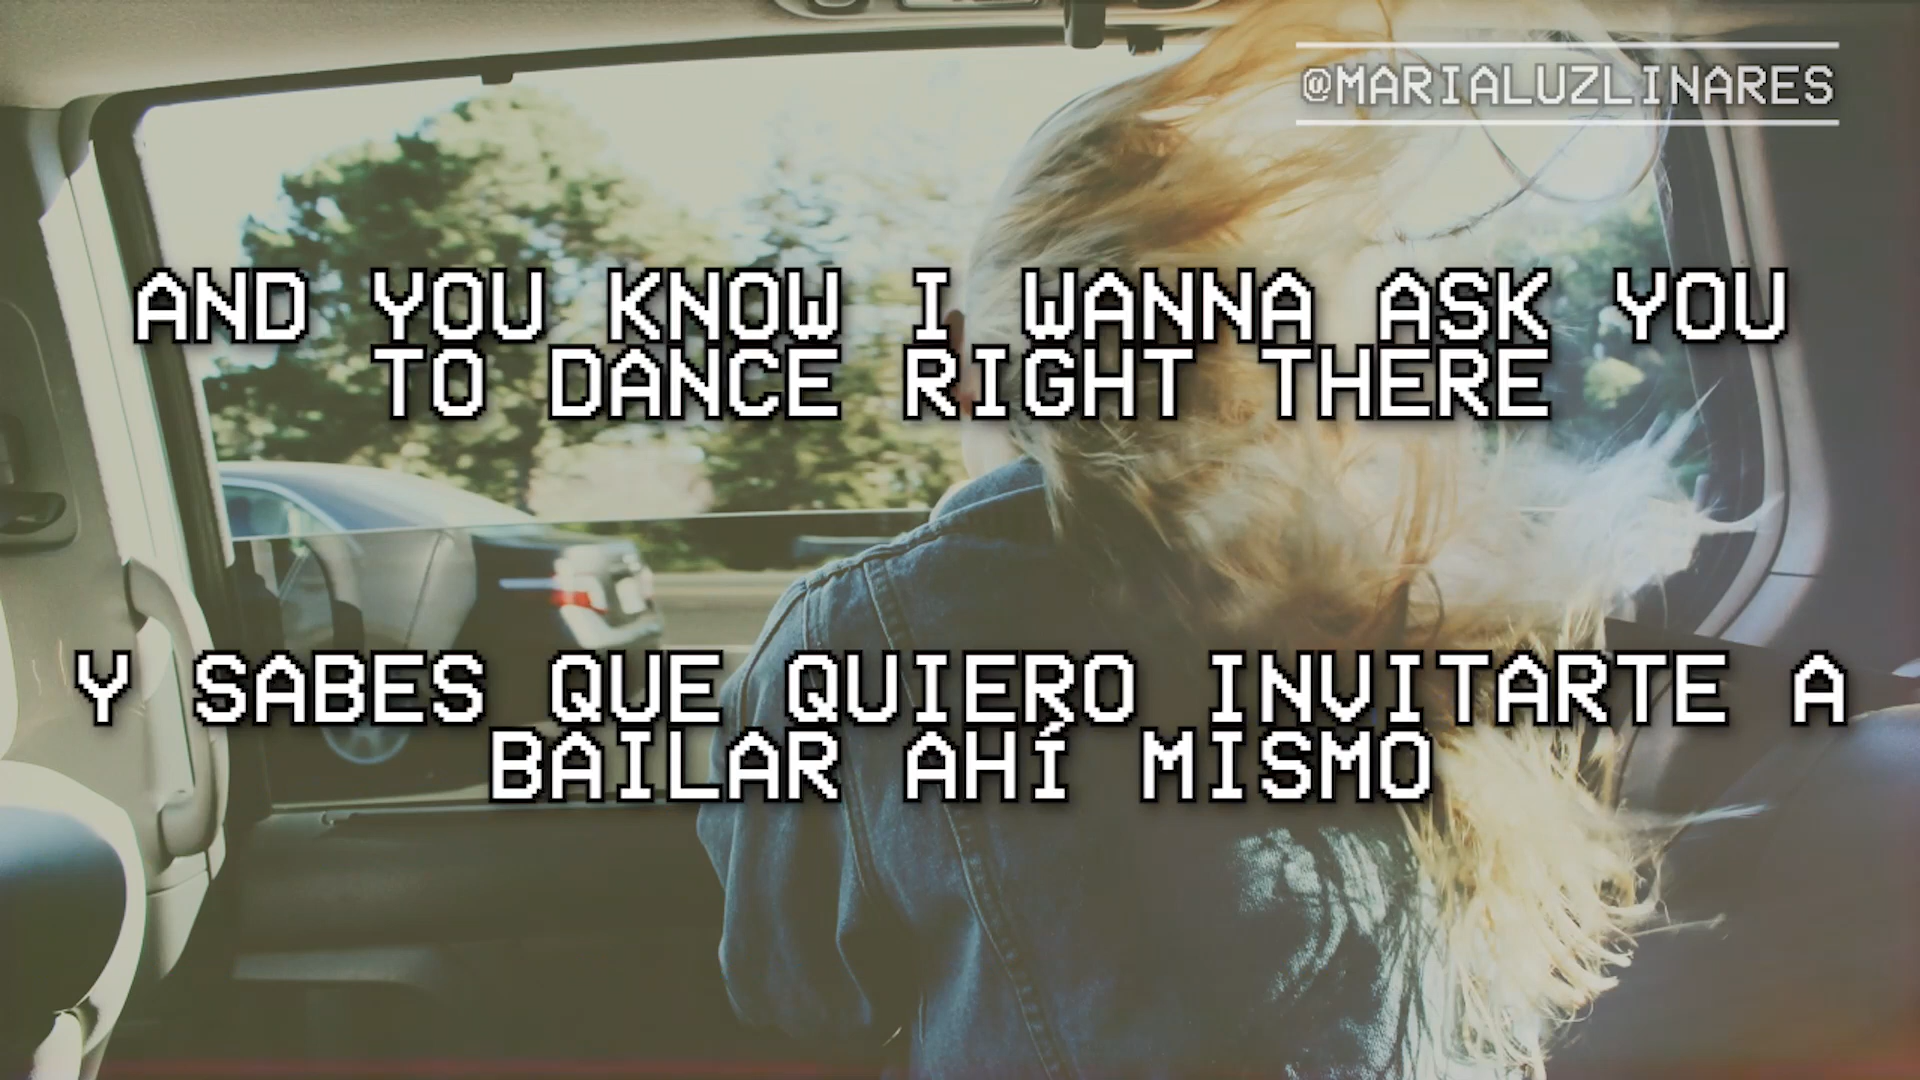 @MARIALUZLINARES
AND YOU KNOW I WANNA ASK YOU
TO DANCE RIGHT THERE
Y SABES QUE QUIERO INVITARTE A
BAILAR AHÍ MISMO